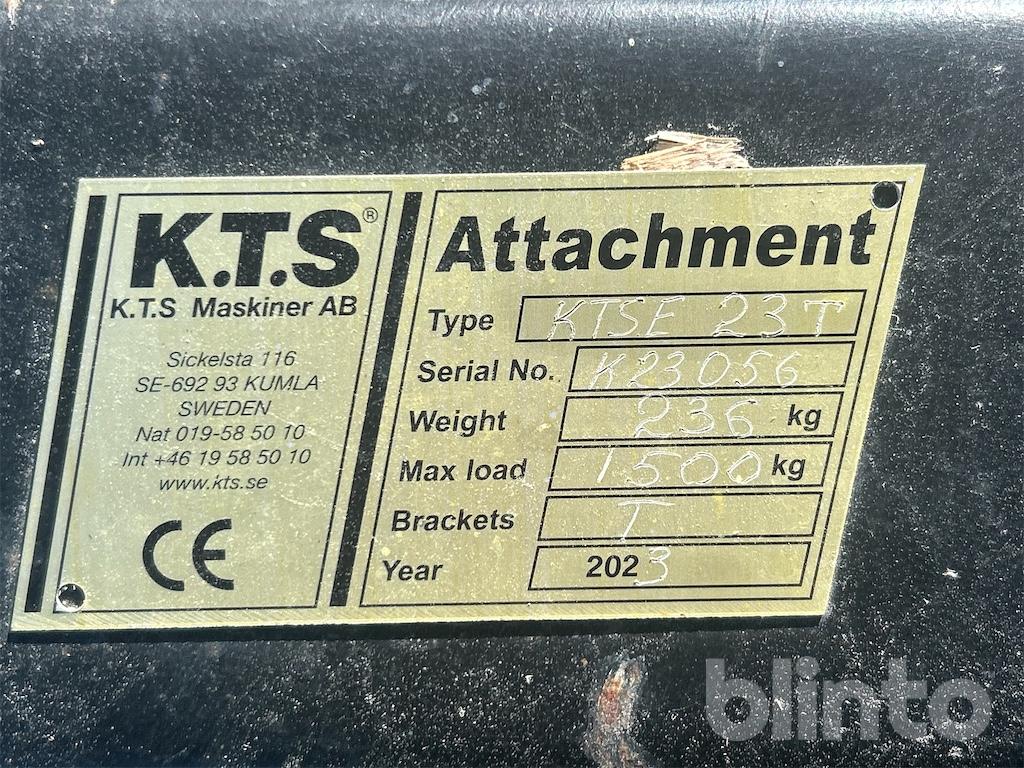 K.T.S®
K.T.S Maskiner AB
Sickelsta 116
SE-692 93 KUMLA
SWEDEN
Nat 019-58 50 10
Int +46 19 58 50 10
www.kts.se
CE
Attachment
Type KTSE 23T
Serial No. K23056
Weight 236 kg
Max load 1500 kg
Brackets T
Year 2023
blinto